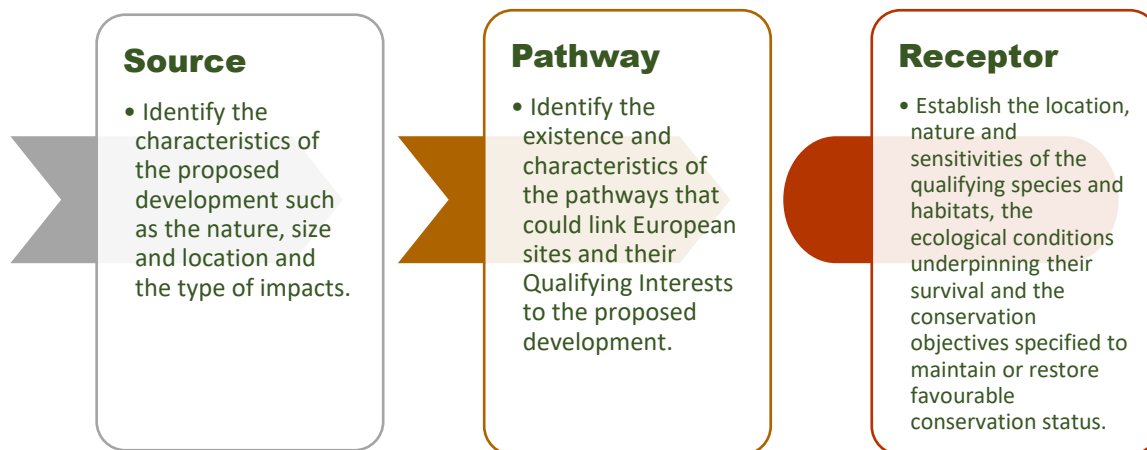 Source
• Identify the
characteristics of
the proposed
development such
as the nature, size
and location and
the type of impacts.
Pathway
• Identify the
existence and
characteristics of
the pathways that
could link European
sites and their
Qualifying Interests
to the proposed
development.
Receptor
• Establish the location,
nature and
sensitivities of the
qualifying species and
habitats, the
ecological conditions
underpinning their
survival and the
conservation
objectives specified to
maintain or restore
favourable
conservation status.